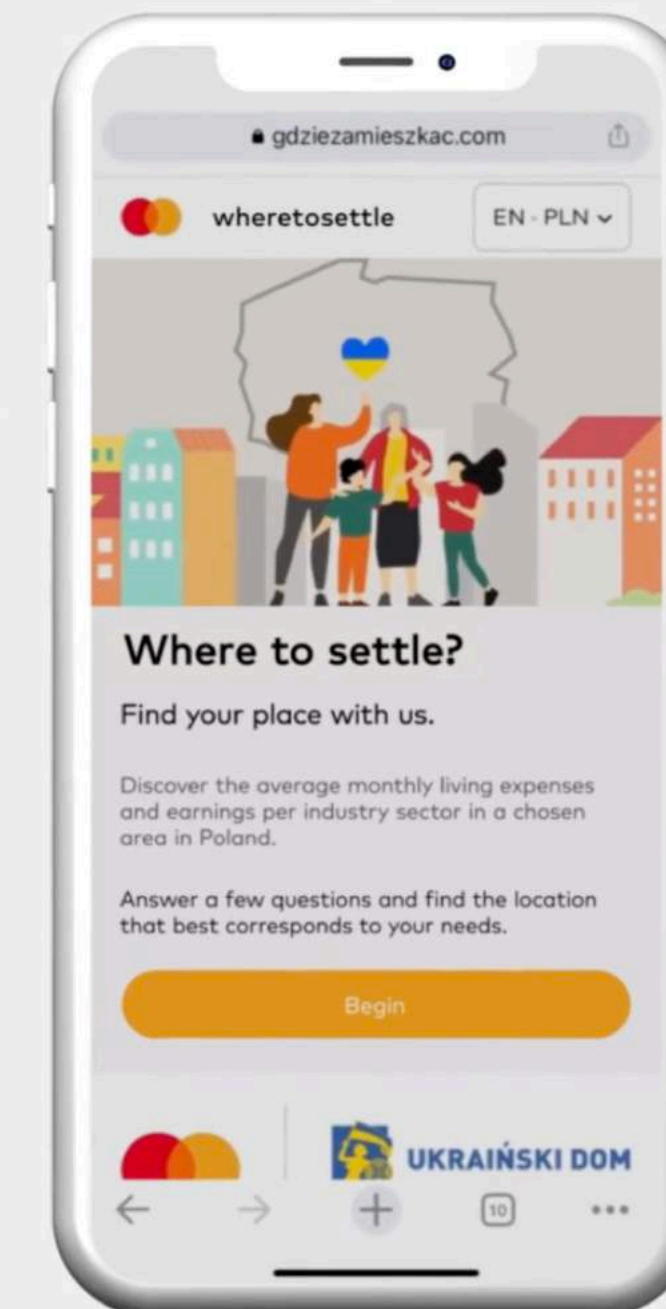 gdziezamieszkac.com
wheretosettle
EN - PLN
Where to settle?
Find your place with us.
Discover the average monthly living expenses
and earnings per industry sector in a chosen
area in Poland.
Answer a few questions and find the location
that best corresponds to your needs.
Begin
UKRAIŃSKI DOM
10